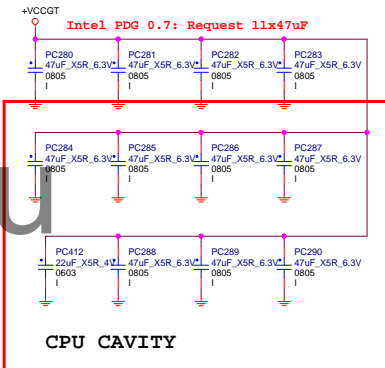 +VCCGT
Intel PDG 0.7: Request 11x47uF
PC280 PC281 PC282 PC283
47uF_X5R_6.3V 47uF_X5R_6.3V 47uF_X5R_6.3V 47uF_X5R_6.3V
0805 0805 0805 0805
I I I I
PC284 PC285 PC286 PC287
47uF_X5R_6.3V 47uF_X5R_6.3V 47uF_X5R_6.3V 47uF_X5R_6.3V
0805 0805 0805 0805
I I I I
PC412 PC288 PC289 PC290
22uF_X5R_4V 47uF_X5R_6.3V 47uF_X5R_6.3V 47uF_X5R_6.3V
0603 0805 0805 0805
I I I I
CPU CAVITY